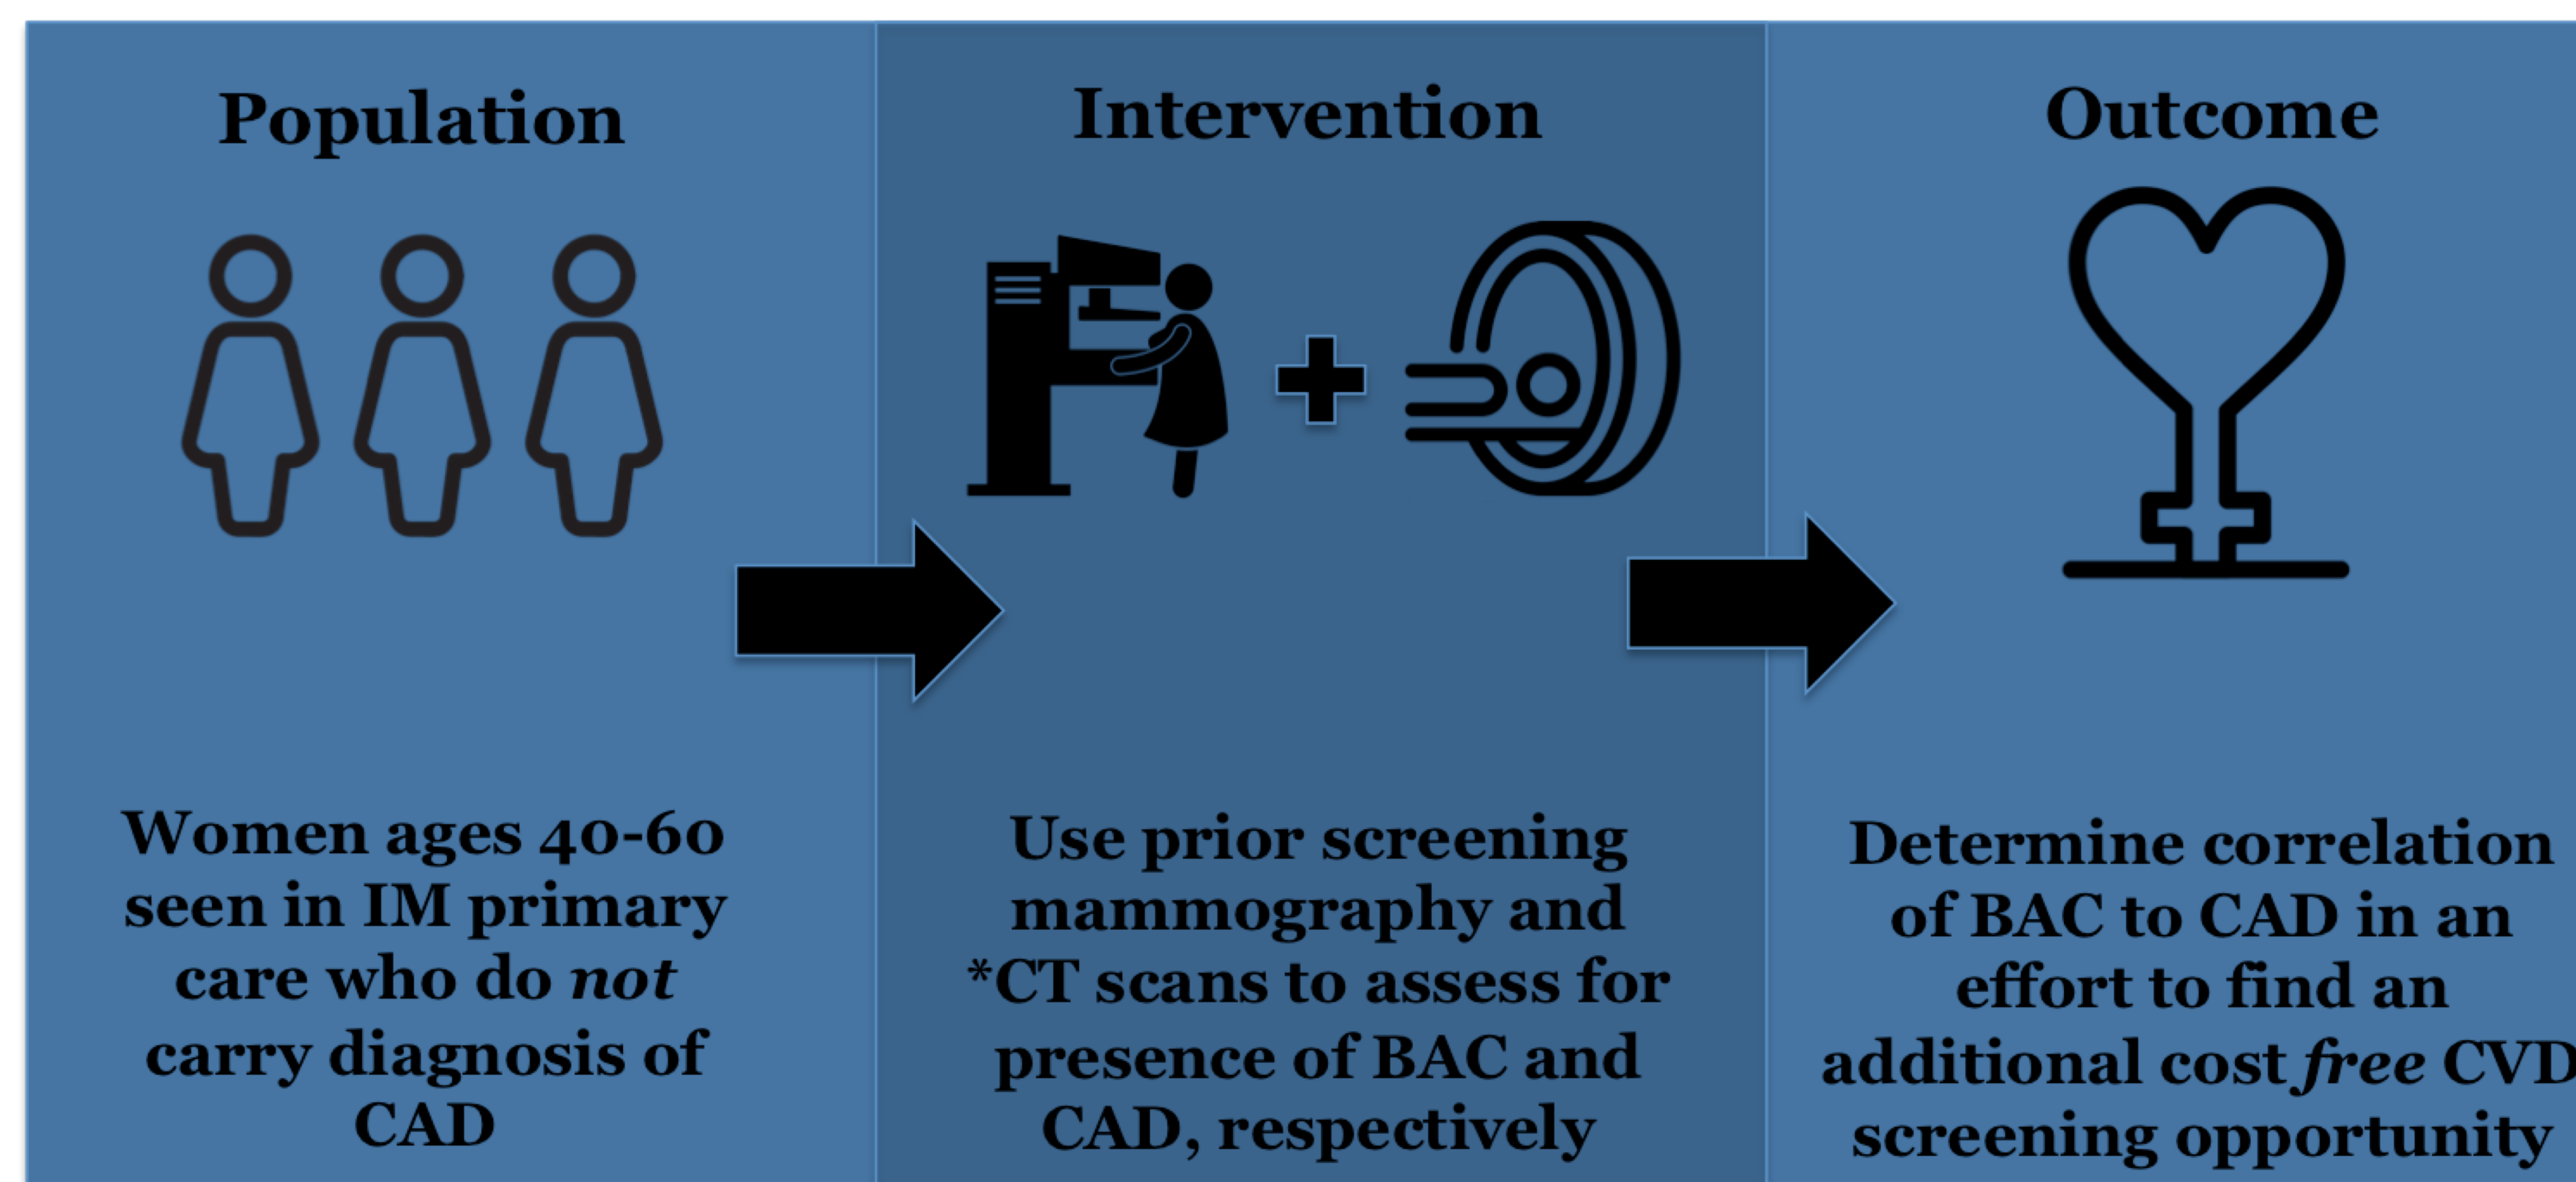 Population
Women ages 40-60
seen in IM primary
care who do not
carry diagnosis of
CAD
Intervention
Use prior screening
mammography and
*CT scans to assess for
presence of BAC and
CAD, respectively
Outcome
Determine correlation
of BAC to CAD in an
effort to find an
additional cost free CVD
screening opportunity